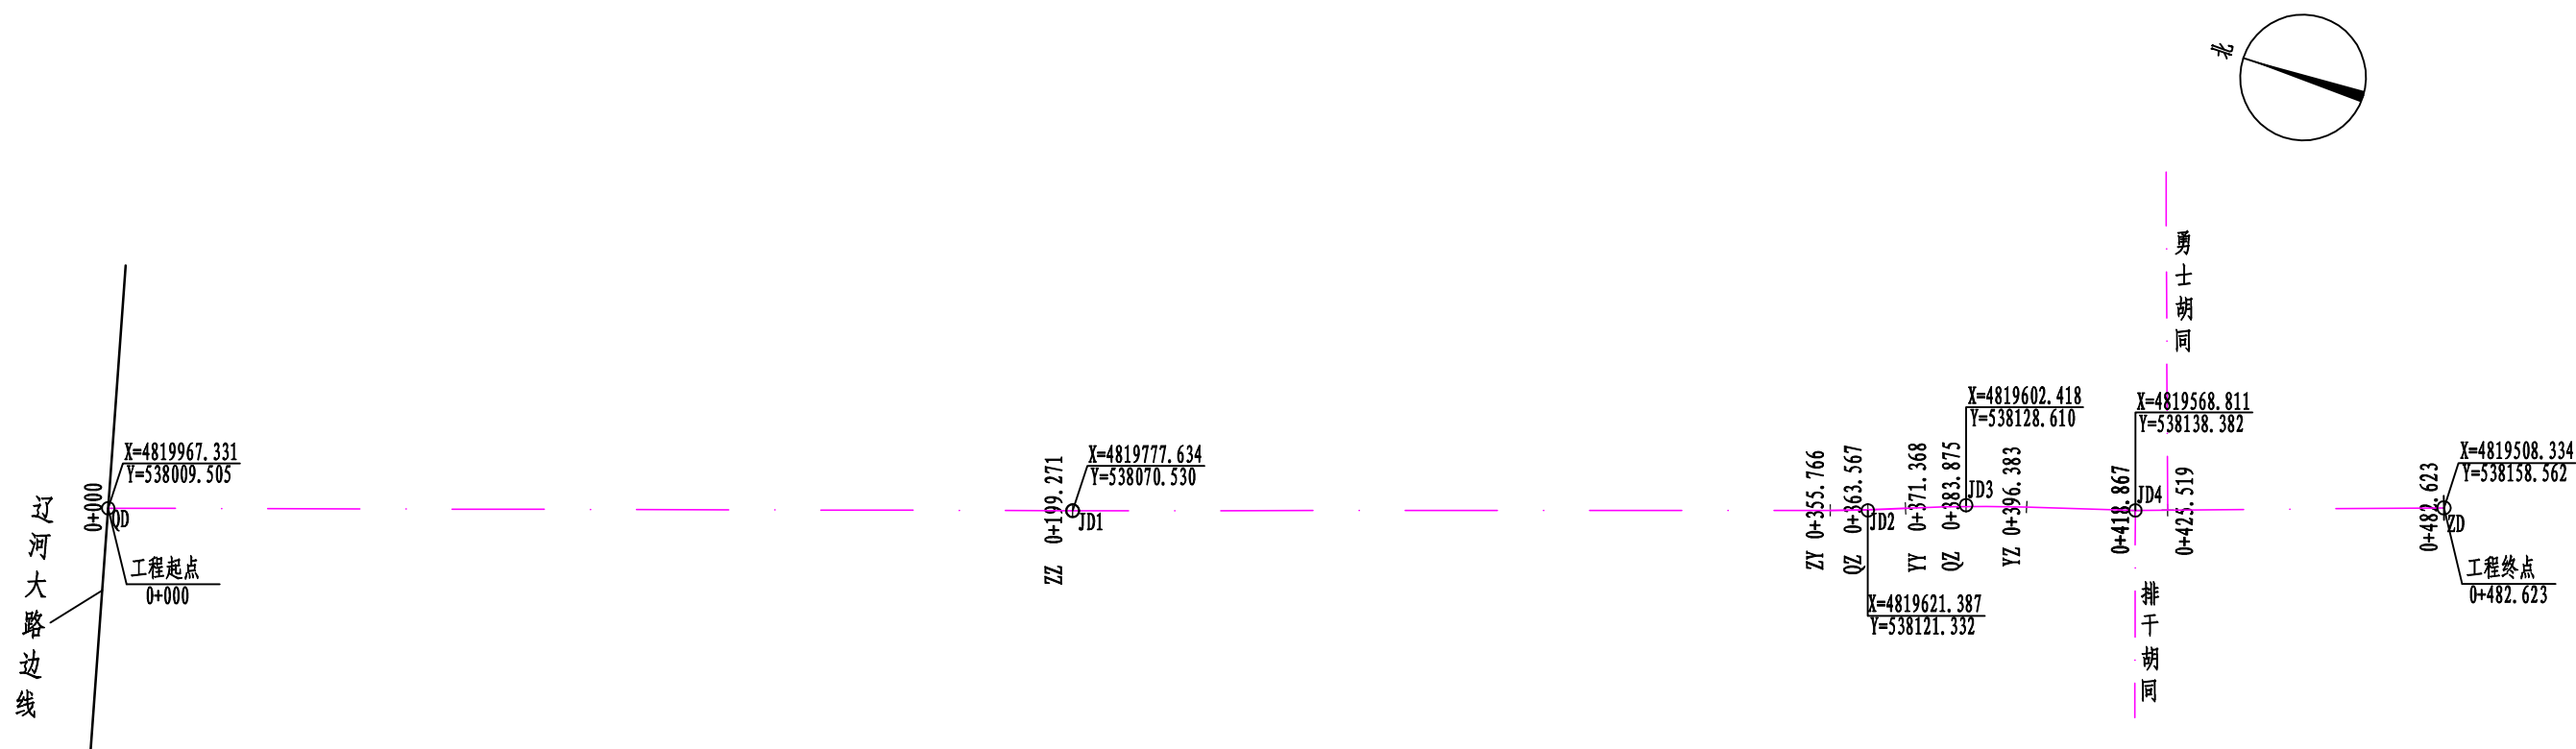 北
辽河大路边线
0+000
QD
X=4819967.331
Y=538009.505
工程起点
0+000
ZZ 0+199.271
JD1
X=4819777.634
Y=538070.530
ZY 0+355.766
QZ 0+363.567
JD2
X=4819621.387
Y=538121.332
YY 0+371.368
QZ 0+383.875
JD3
X=4819602.418
Y=538128.610
YZ 0+396.383
0+418.867
JD4
X=4819568.811
Y=538138.382
勇士胡同
0+425.519
排干胡同
0+482.623
ZD
X=4819508.334
Y=538158.562
工程终点
0+482.623